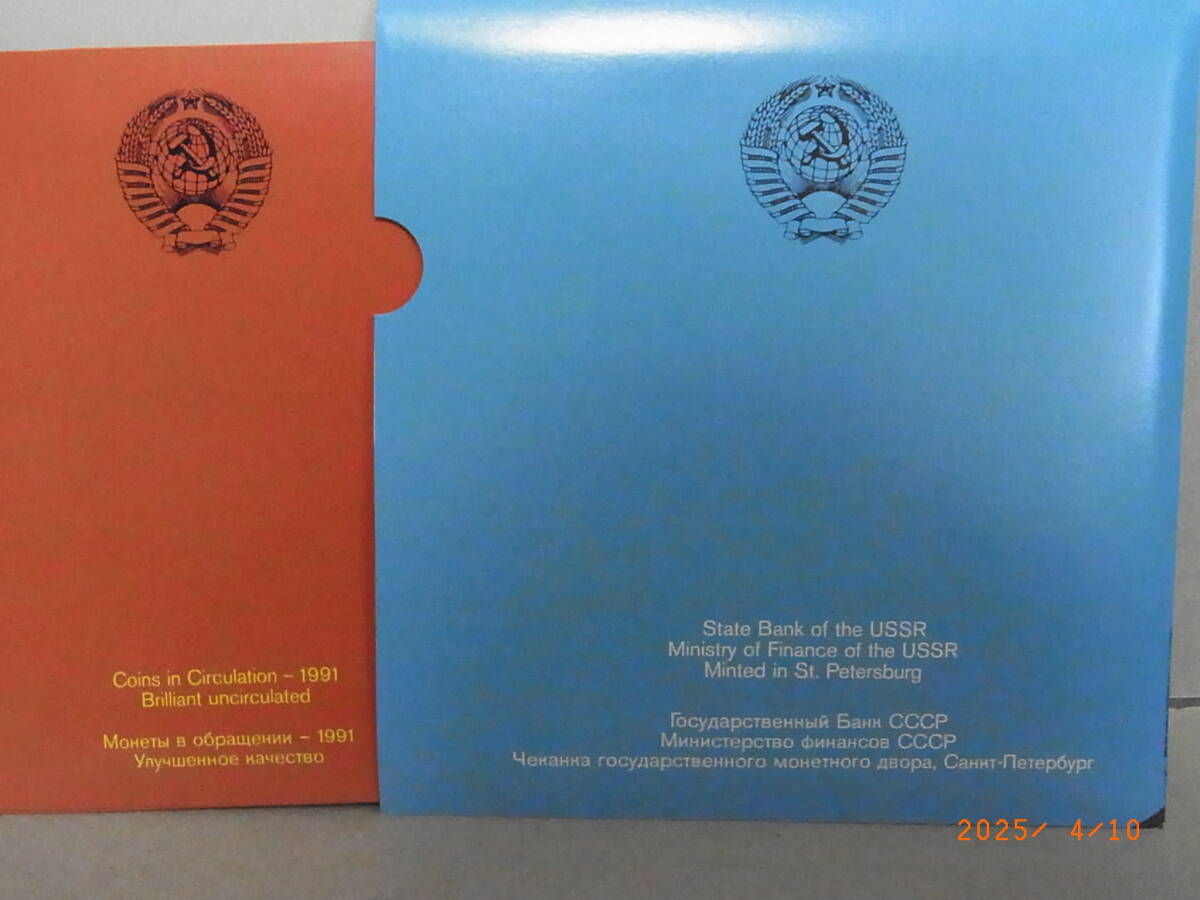 Coins in Circulation – 1991
Brilliant uncirculated
Монеты в обращении – 1991
Улучшенное качество
State Bank of the USSR
Ministry of Finance of the USSR
Minted in St. Petersburg
Государственный Банк СССР
Министерство финансов СССР
Чеканка государственного монетного двора, Санкт-Петербург
2025/ 4/10